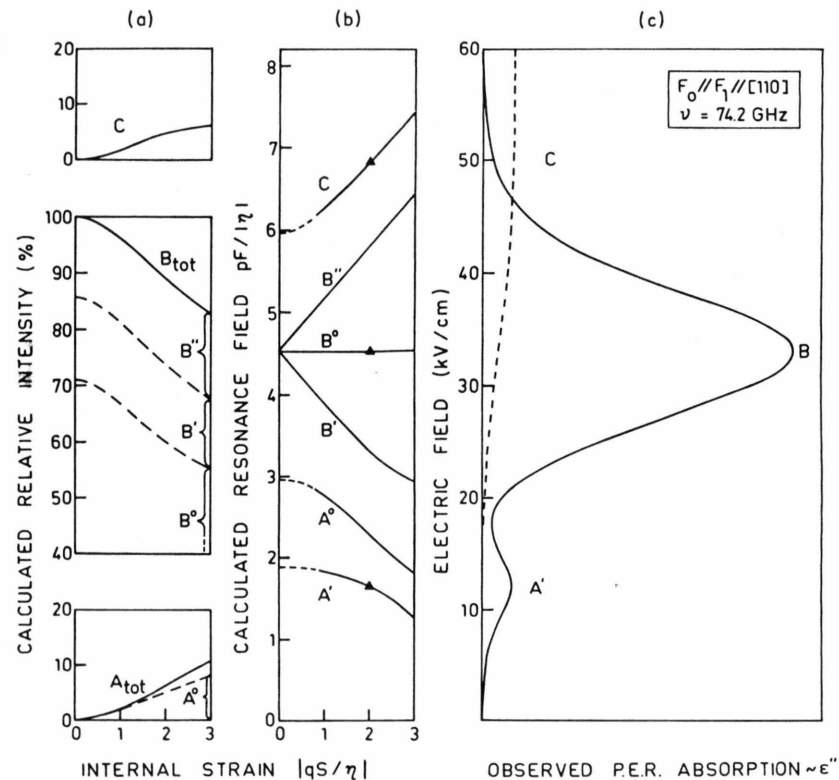 (a)
20
10
0
C
CALCULATED RELATIVE INTENSITY (%)
100
90
80
70
60
50
40
B_tot
B''
B'
B°
20
10
0
A_tot
A°
0 1 2 3
INTERNAL STRAIN |qS/η|
(b)
CALCULATED RESONANCE FIELD pF/|η|
8
7
6
5
4
3
2
1
0
C
B''
B°
B'
A°
A'
0 1 2 3
(c)
ELECTRIC FIELD (kV/cm)
60
50
40
30
20
10
F₀//F₁//[110]
ν = 74.2 GHz
C
B
A'
OBSERVED P.E.R. ABSORPTION ~ε''